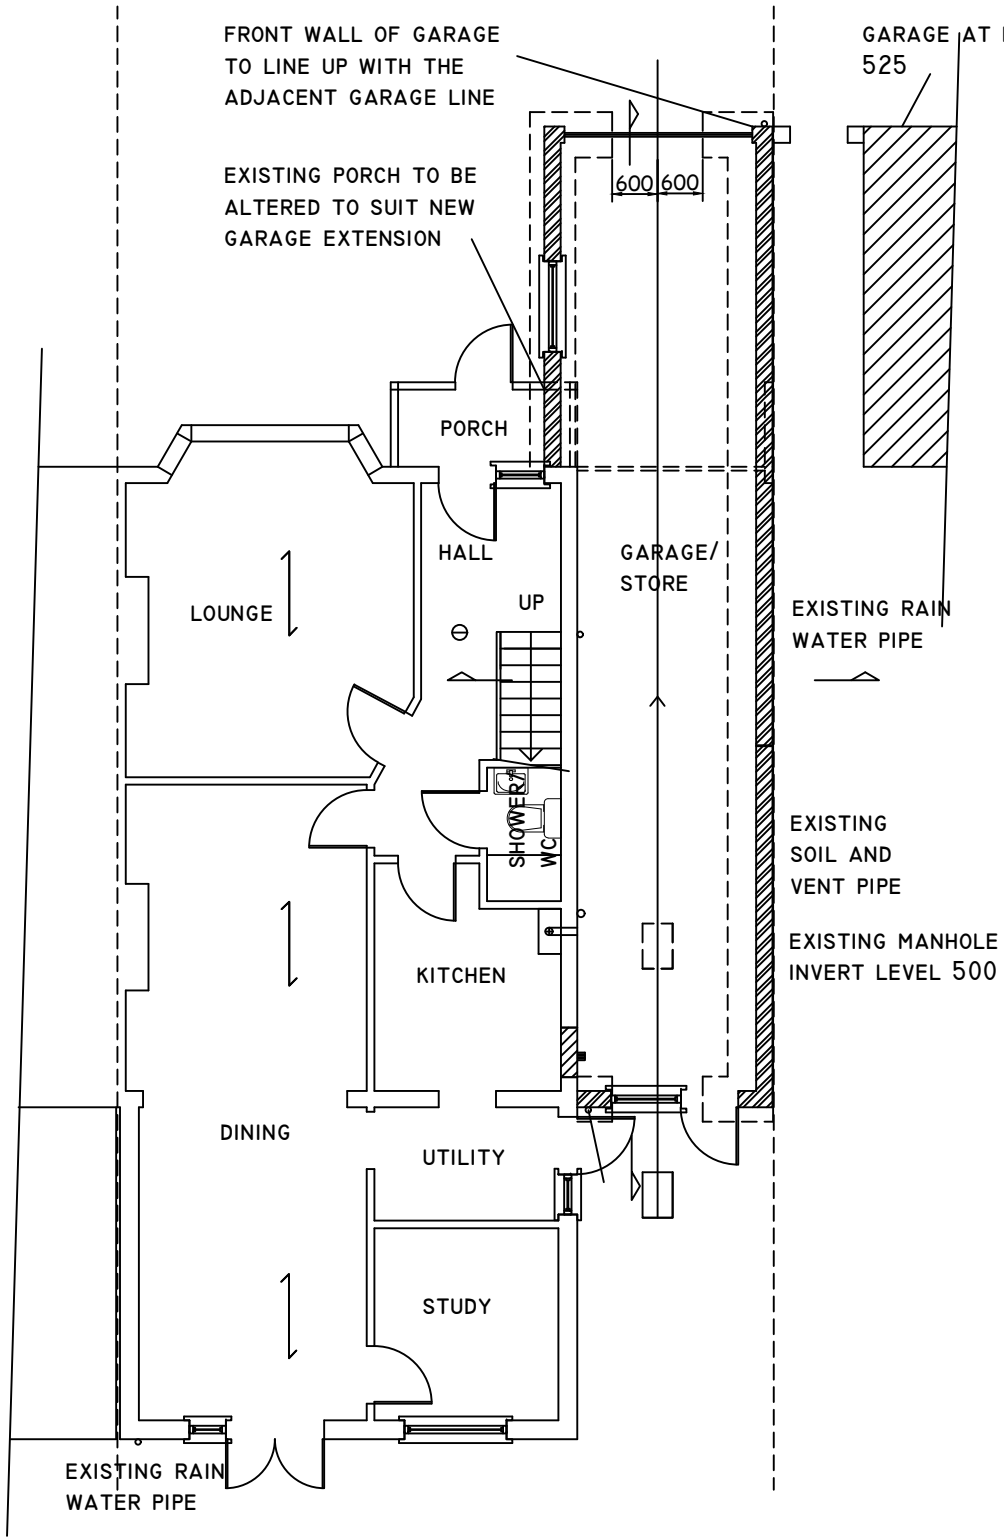 FRONT WALL OF GARAGE
TO LINE UP WITH THE
ADJACENT GARAGE LINE
GARAGE AT
525
EXISTING PORCH TO BE
ALTERED TO SUIT NEW
GARAGE EXTENSION
600 600
PORCH
HALL
GARAGE/
STORE
UP
LOUNGE
EXISTING RAIN
WATER PIPE
SHOWER/
WC
EXISTING
SOIL AND
VENT PIPE
EXISTING MANHOLE
INVERT LEVEL 500
KITCHEN
DINING
UTILITY
STUDY
EXISTING RAIN
WATER PIPE